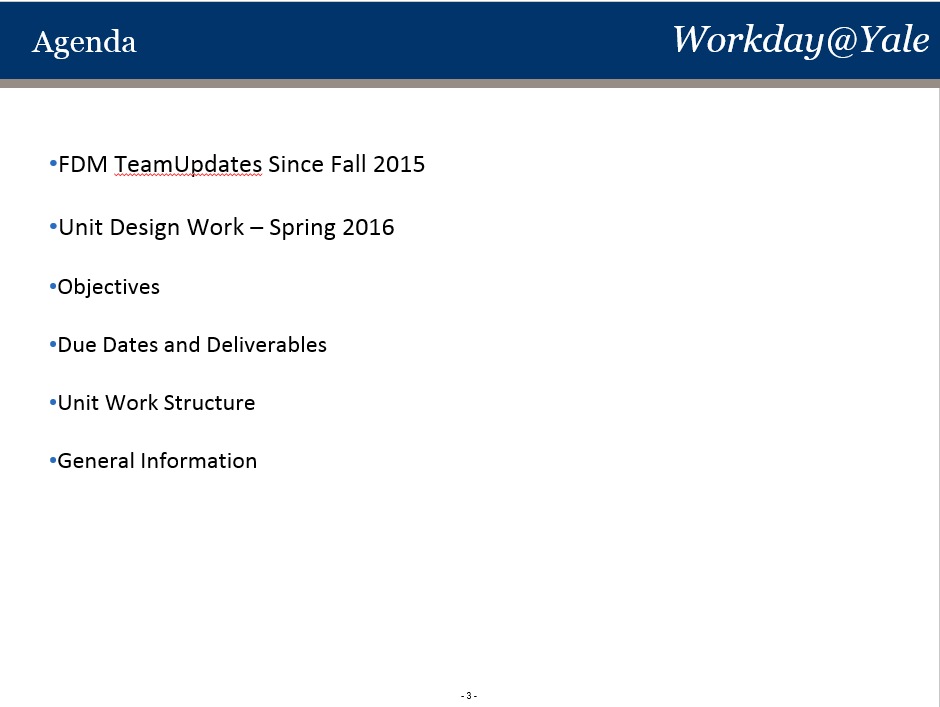 Agenda
Workday@Yale
•FDM TeamUpdates Since Fall 2015
•Unit Design Work – Spring 2016
•Objectives
•Due Dates and Deliverables
•Unit Work Structure
•General Information
- 3 -